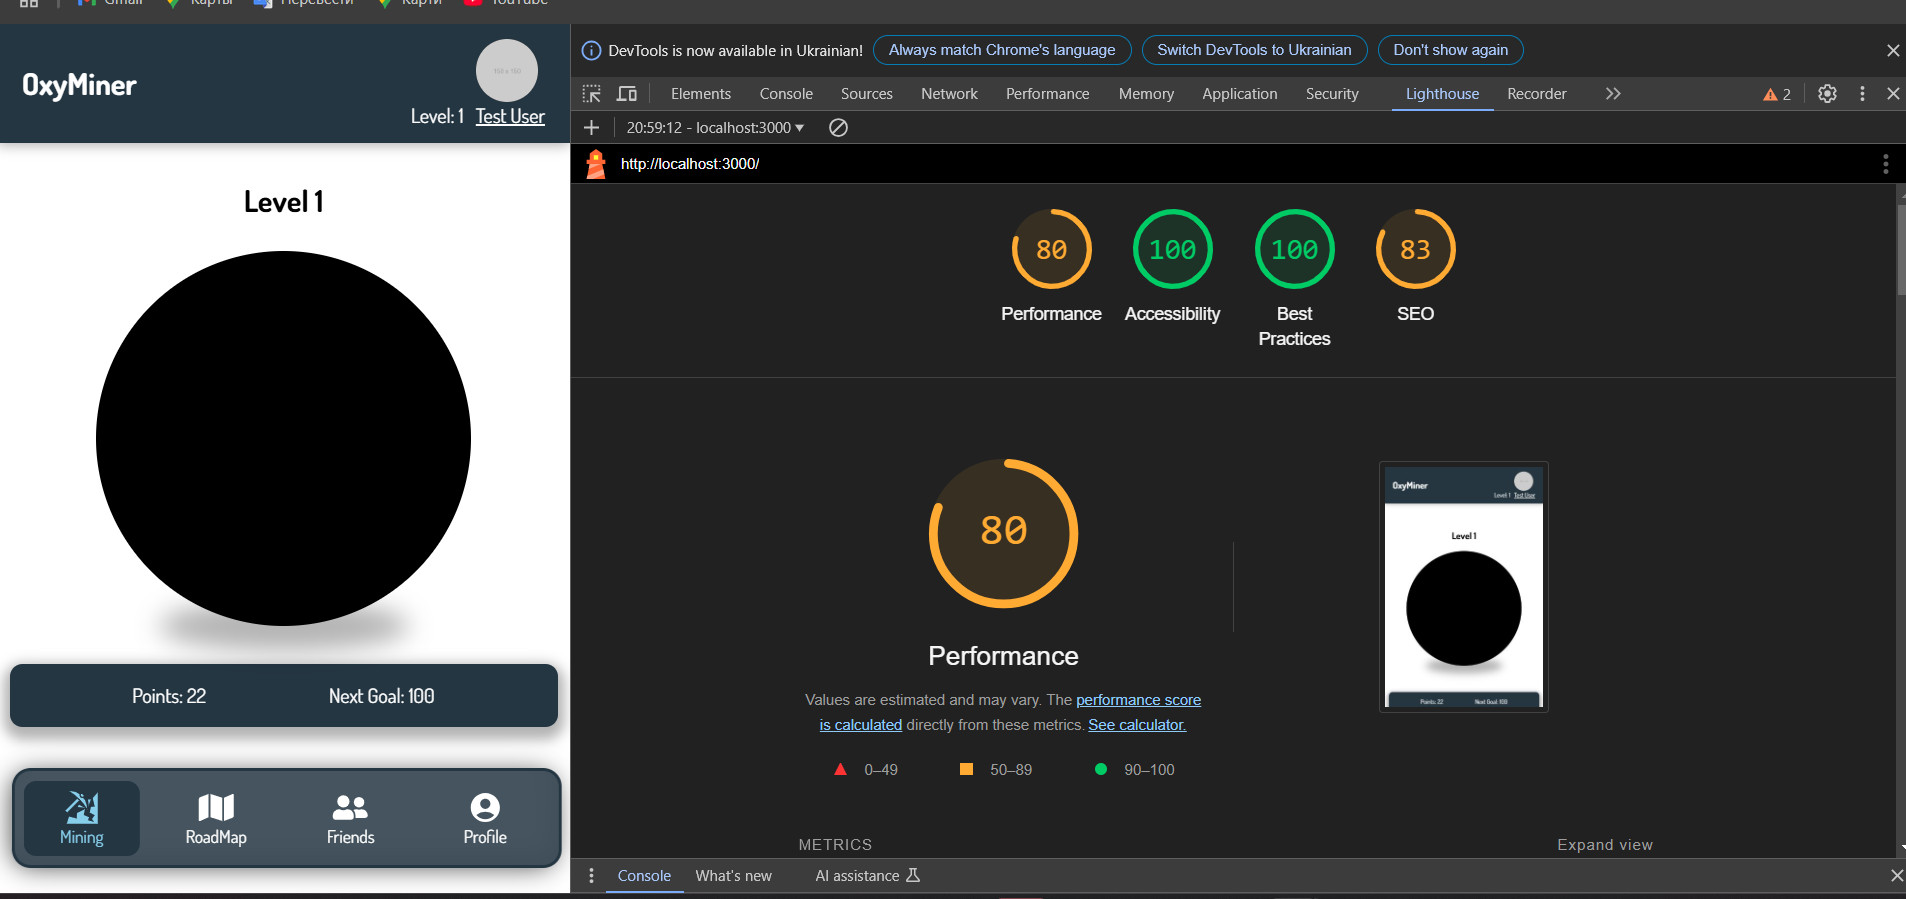 Gmail
Карты
Перевести
Карти
YouTube
OxyMiner
150 x 150
Level: 1 Test User
Level 1
Points: 22 Next Goal: 100
Mining RoadMap Friends Profile
DevTools is now available in Ukrainian! Always match Chrome's language Switch DevTools to Ukrainian Don't show again
Elements Console Sources Network Performance Memory Application Security Lighthouse Recorder 2
20:59:12 - localhost:3000
http://localhost:3000/
80 100 100 83
Performance Accessibility Best Practices SEO
80
Performance
Values are estimated and may vary. The performance score
is calculated directly from these metrics. See calculator.
0–49 50–89 90–100
OxyMiner
Level: 1 Test User
Level 1
Points: 22 Next Goal: 100
METRICS Expand view
Console What's new AI assistance